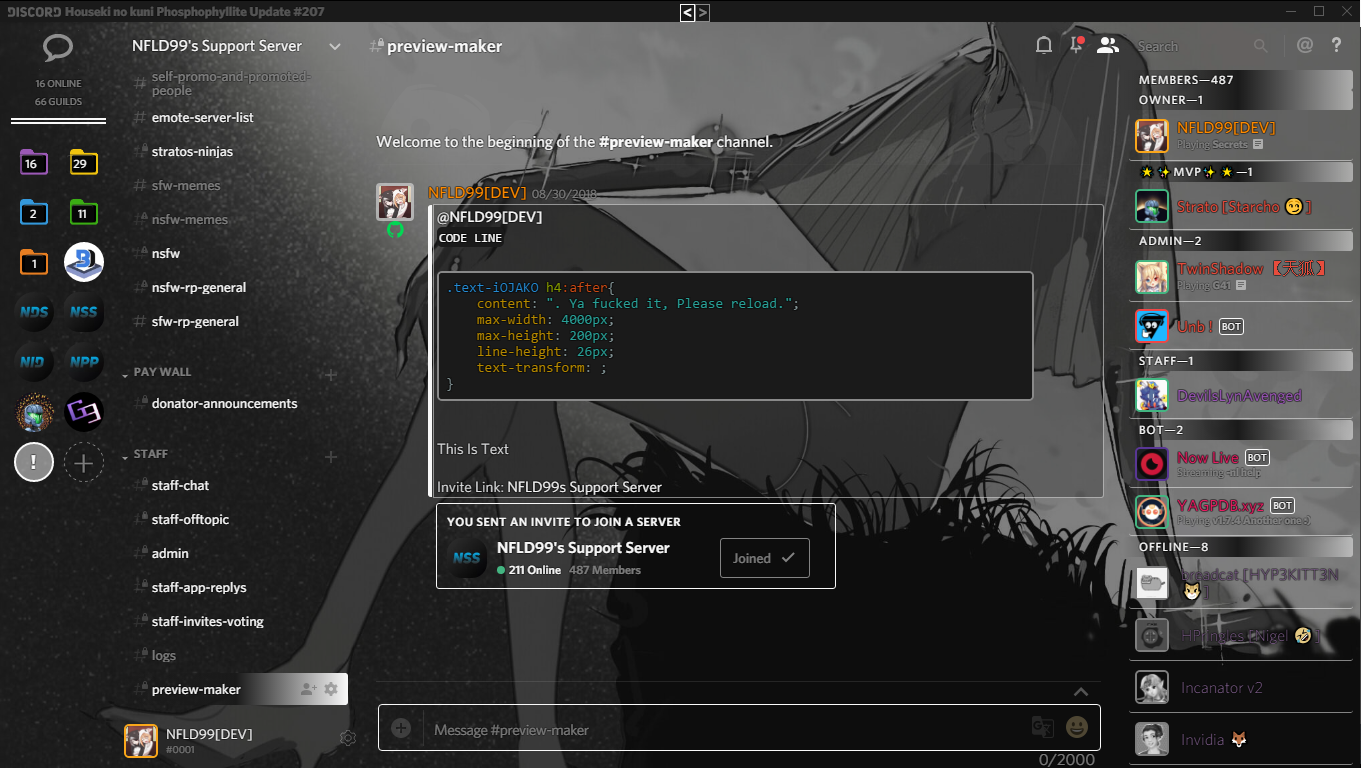 DISCORD Houseki no kuni Phosphophyllite Update #207
<>
16 ONLINE
66 GUILDS
16
29
2
11
1
NDS
NSS
NID
NPP
!
NFLD99's Support Server
self-promo-and-promoted-
people
emote-server-list
stratos-ninjas
sfw-memes
nsfw-memes
nsfw
nsfw-rp-general
sfw-rp-general
PAY WALL
donator-announcements
STAFF
staff-chat
staff-offtopic
admin
staff-app-replys
staff-invites-voting
logs
preview-maker
NFLD99[DEV]
#0001
#preview-maker
Search
@ ?
Welcome to the beginning of the #preview-maker channel.
NFLD99[DEV] 08/30/2018
@NFLD99[DEV]
CODE LINE
.text-iOJAKO h4:after{
content: ". Ya fucked it, Please reload.";
max-width: 4000px;
max-height: 200px;
line-height: 26px;
text-transform: ;
}
This Is Text
Invite Link: NFLD99s Support Server
YOU SENT AN INVITE TO JOIN A SERVER
NSS
NFLD99's Support Server
211 Online 487 Members
Joined
Message #preview-maker
0/2000
MEMBERS—487
OWNER—1
NFLD99[DEV]
Playing Secrets
⭐✨MVP✨⭐—1
Strato [Starcho 😏]
ADMIN—2
TwinShadow 【天狐】
Playing G41
Unb ! BOT
STAFF—1
DevilsLynAvenged
BOT—2
Now Live BOT
Streaming -nl help
YAGPDB.xyz BOT
Playing v1.7.4 Another one :(
OFFLINE—8
breadcat [HYP3KITT3N
🐱]
Incanator v2
Invidia 🦊